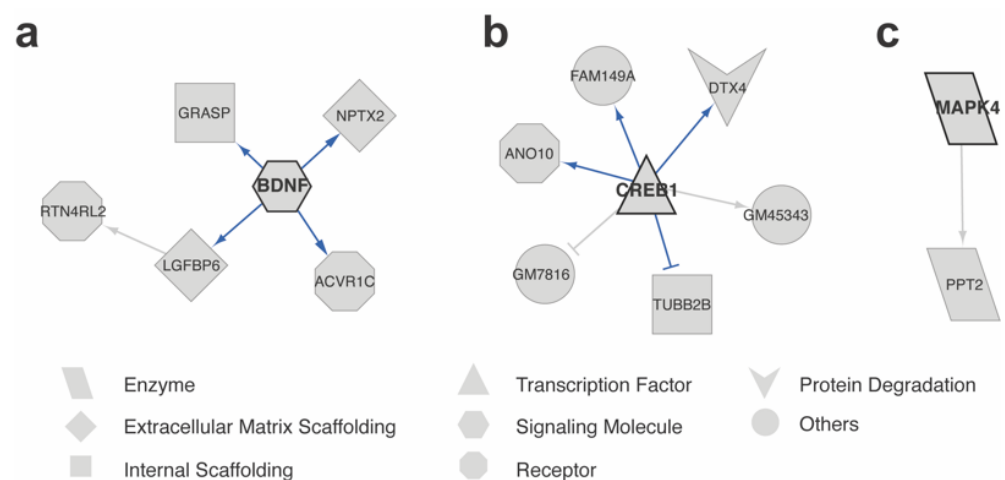 a
b
c
GRASP
NPTX2
BDNF
RTN4RL2
LGFBP6
ACVR1C
FAM149A
DTX4
ANO10
CREB1
GM45343
GM7816
TUBB2B
MAPK4
PPT2
Enzyme
Extracellular Matrix Scaffolding
Internal Scaffolding
Transcription Factor
Signaling Molecule
Receptor
Protein Degradation
Others